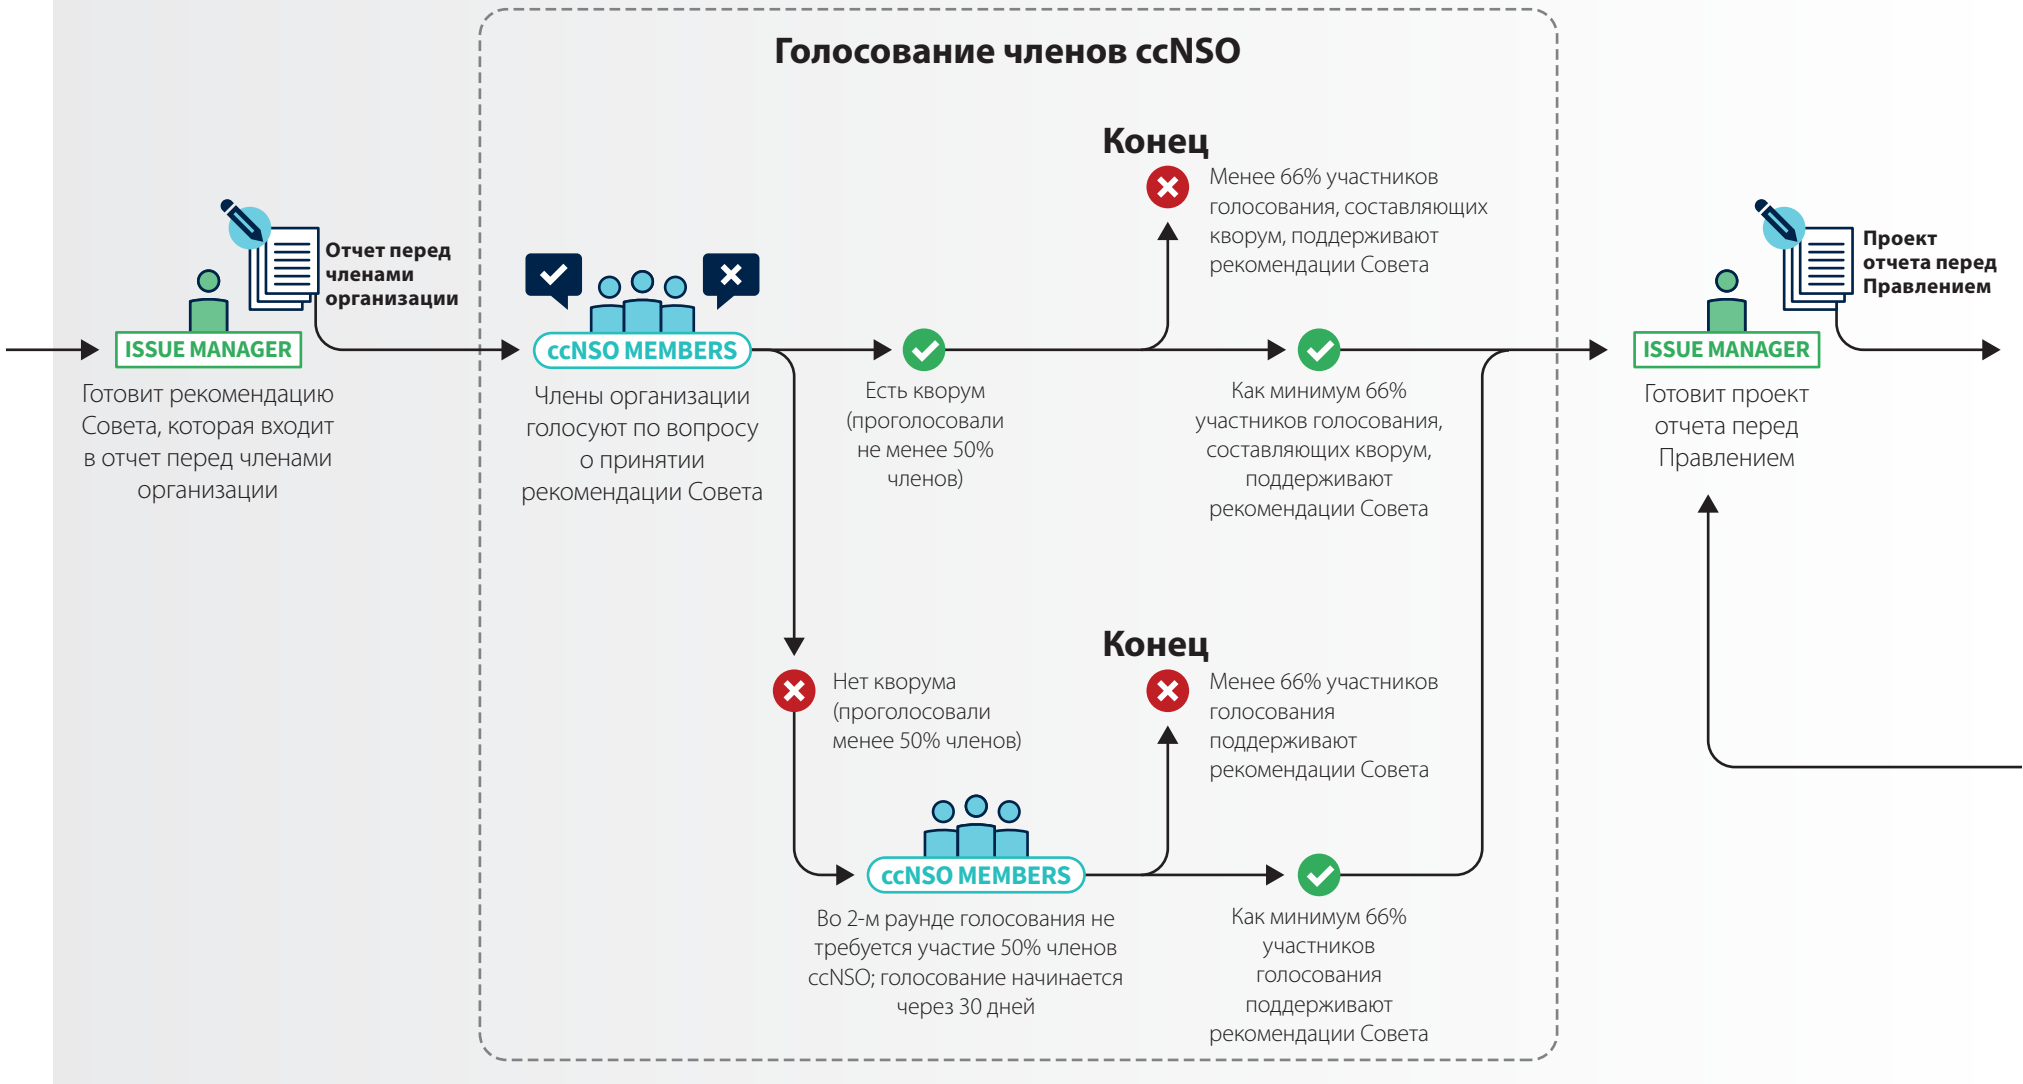 Голосование членов ccNSO
Отчет перед
членами
организации
ISSUE MANAGER
Готовит рекомендацию
Совета, которая входит
в отчет перед членами
организации
ccNSO MEMBERS
Члены организации
голосуют по вопросу
о принятии
рекомендации Совета
Есть кворум
(проголосовали
не менее 50%
членов)
Конец
Менее 66% участников
голосования, составляющих
кворум, поддерживают
рекомендации Совета
Как минимум 66%
участников голосования,
составляющих кворум,
поддерживают
рекомендации Совета
Нет кворума
(проголосовали
менее 50% членов)
ccNSO MEMBERS
Во 2-м раунде голосования не
требуется участие 50% членов
ccNSO; голосование начинается
через 30 дней
Конец
Менее 66% участников
голосования
поддерживают
рекомендации Совета
Как минимум 66%
участников
голосования
поддерживают
рекомендации Совета
Проект
отчета перед
Правлением
ISSUE MANAGER
Готовит проект
отчета перед
Правлением